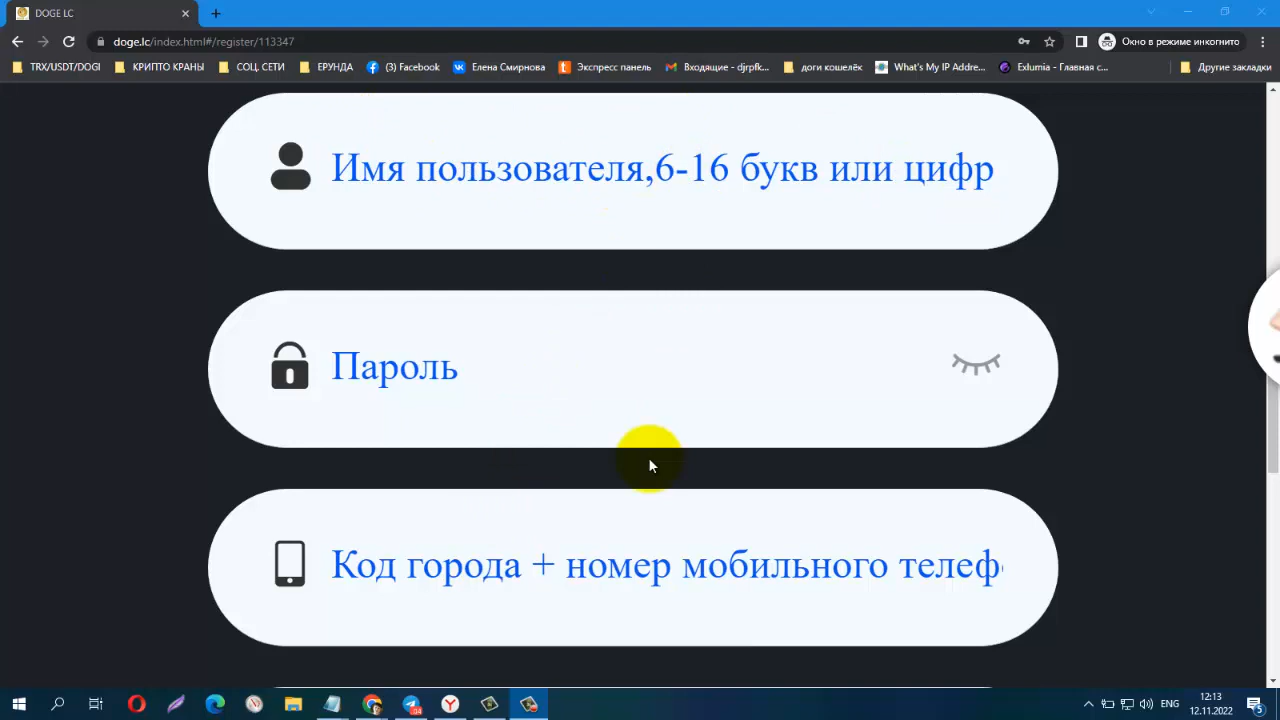 DOGE LC
doge.lc/index.html#/register/113347
Окно в режиме инкогнито
TRX/USDT/DOGI
КРИПТО КРАНЫ
СОЦ. СЕТИ
ЕРУНДА
(3) Facebook
Елена Смирнова
Экспресс панель
Входящие - djrpfk...
доги кошелёк
What's My IP Addre...
Exlumia - Главная с...
Другие закладки
Имя пользователя,6-16 букв или цифр
Пароль
Код города + номер мобильного телеф
ENG
12:13
12.11.2022
5